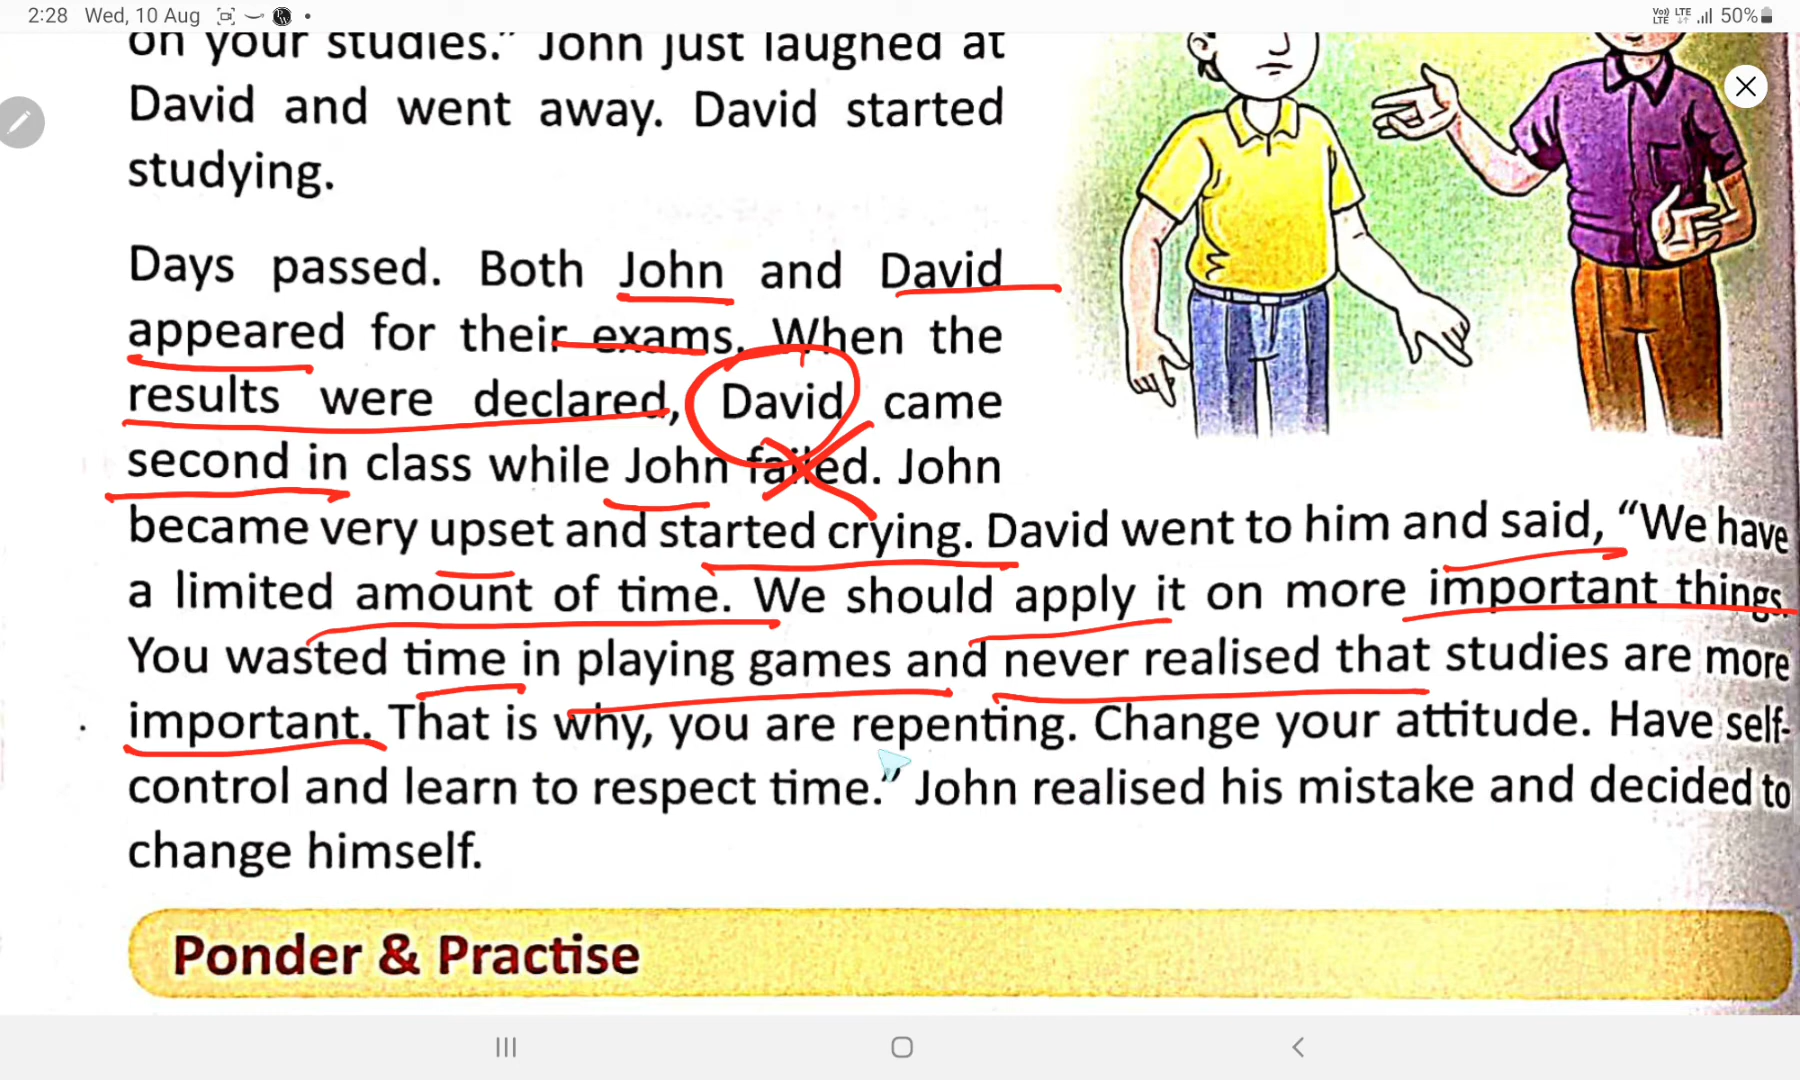 2:28 Wed, 10 Aug
Vo)) LTE LTE 50%
on your studies." John just laughed at
David and went away. David started
studying.
Days passed. Both John and David
appeared for their exams. When the
results were declared, David came
second in class while John failed. John
became very upset and started crying. David went to him and said, "We have
a limited amount of time. We should apply it on more important things.
You wasted time in playing games and never realised that studies are more
important. That is why, you are repenting. Change your attitude. Have self-
control and learn to respect time." John realised his mistake and decided to
change himself.
Ponder & Practise